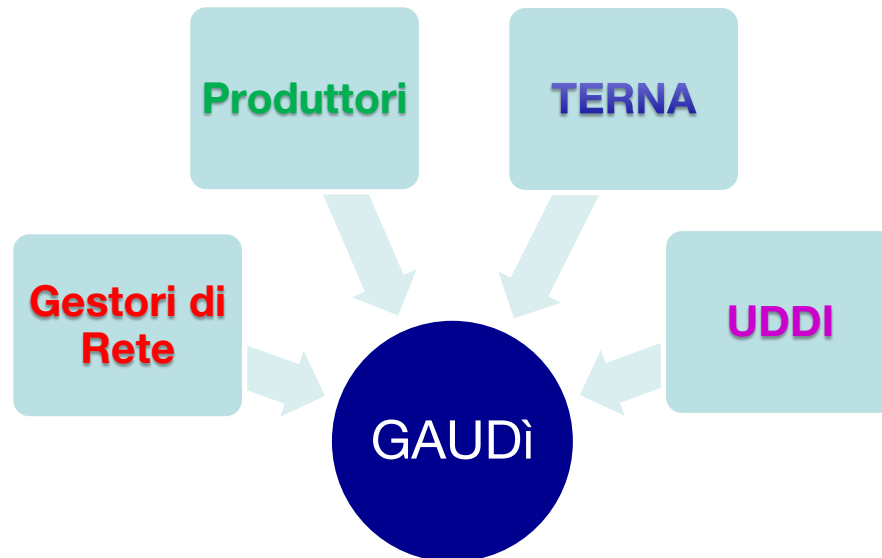 Produttori
TERNA
Gestori di
Rete
UDDI
GAUDì